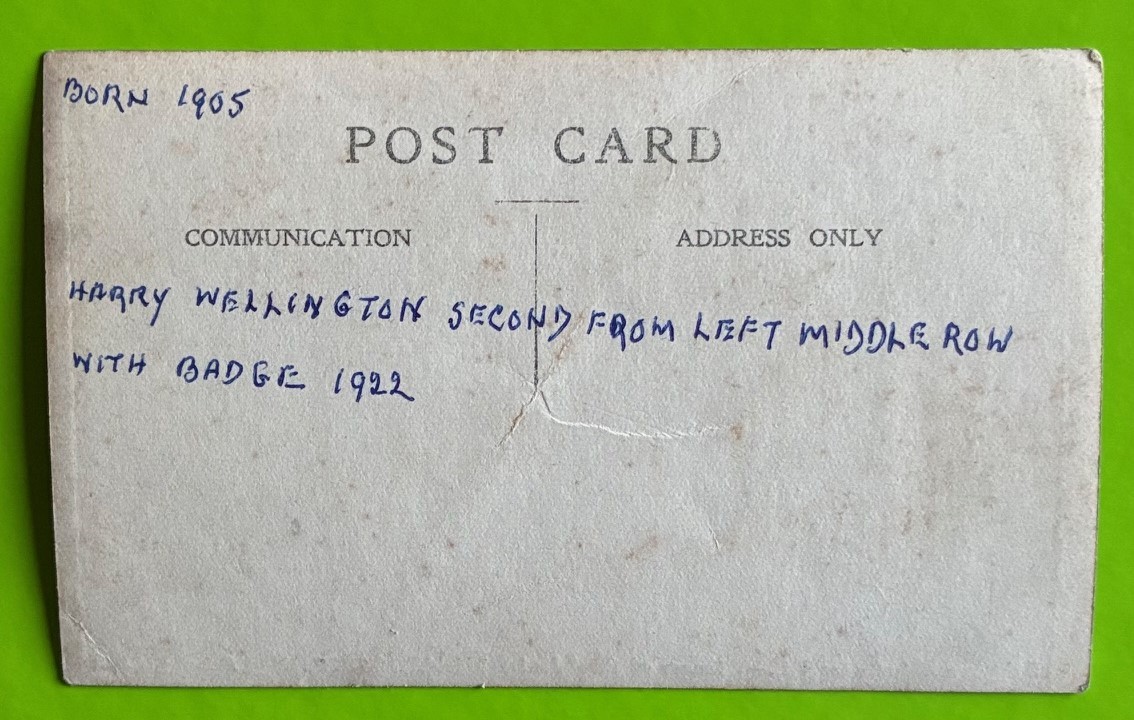 BORN 1905
POST CARD
COMMUNICATION ADDRESS ONLY
HARRY WELLINGTON SECOND FROM LEFT MIDDLE ROW
WITH BADGE 1922